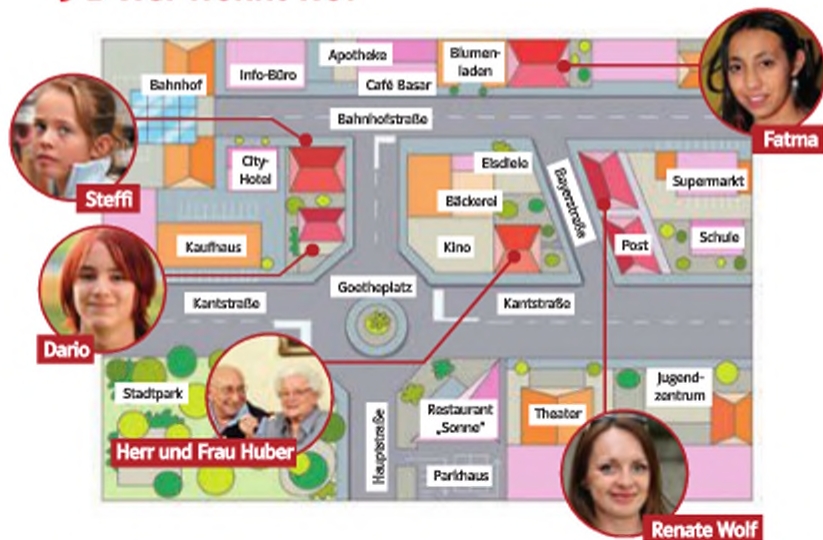 Bahnhof
Info-Büro
Apotheke
Café Basar
Blumen-
laden
Fatma
Bahnhofstraße
Steffi
City-
Hotel
Eisdiele
Bäckerei
Bayerstraße
Supermarkt
Kaufhaus
Kino
Post
Schule
Goetheplatz
Kantstraße
Kantstraße
Dario
Stadtpark
Herr und Frau Huber
Hauptstraße
Restaurant
„Sonne“
Theater
Jugend-
zentrum
Parkhaus
Renate Wolf